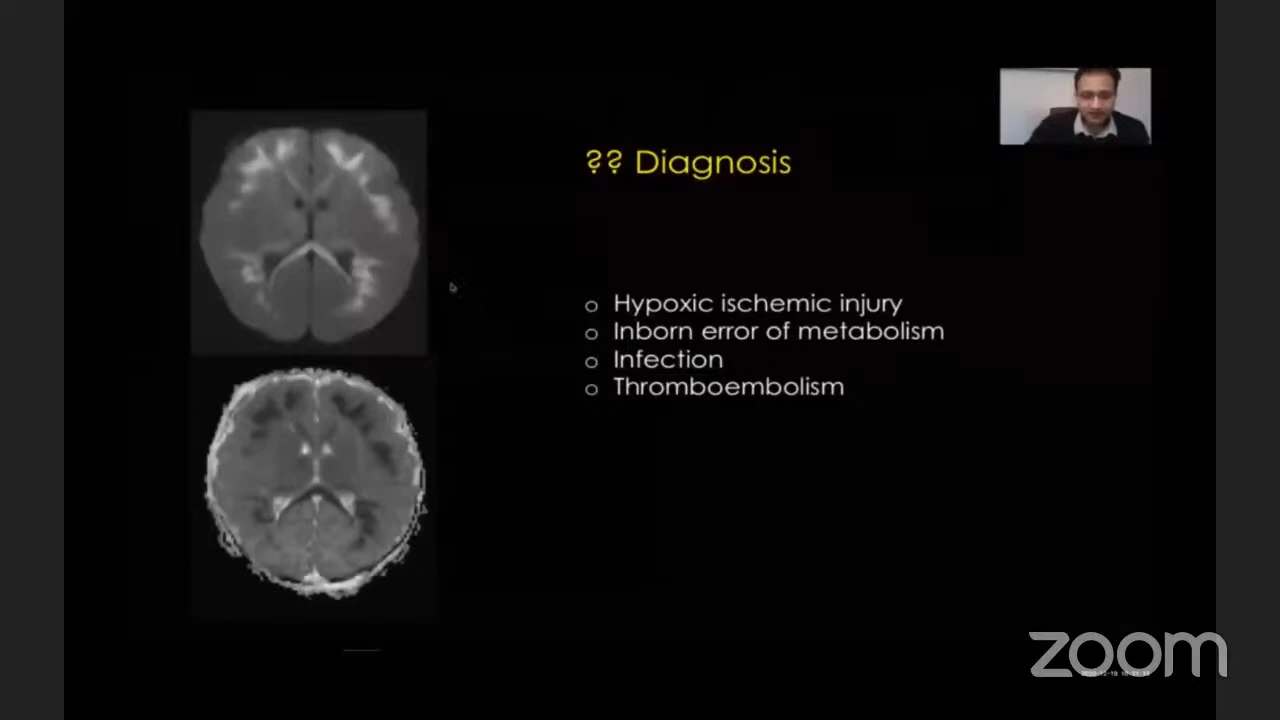 ?? Diagnosis
o Hypoxic ischemic injury
o Inborn error of metabolism
o Infection
o Thromboembolism
zoom